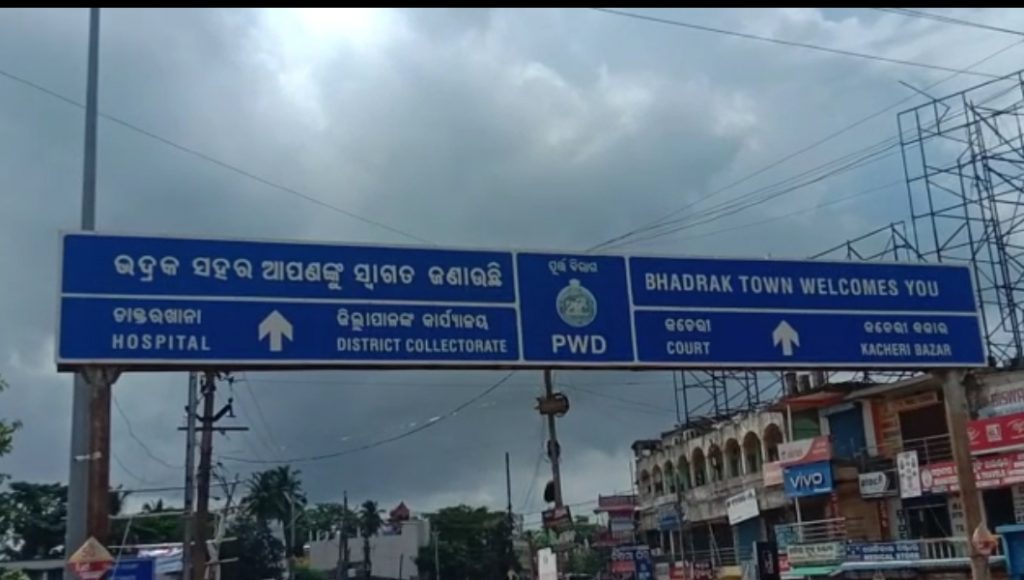 ଭଦ୍ରକ ସହର ଆପଣଙ୍କୁ ସ୍ୱାଗତ ଜଣାଉଛି
ଡାକ୍ତରଖାନା
HOSPITAL
ଜିଲ୍ଲାପାଳଙ୍କ କାର୍ଯ୍ୟାଳୟ
DISTRICT COLLECTORATE
ପୂର୍ତ୍ତ ବିଭାଗ
PWD
BHADRAK TOWN WELCOMES YOU
କଚେରୀ
COURT
କଚେରୀ ବଜାର
KACHERI BAZAR
vivo